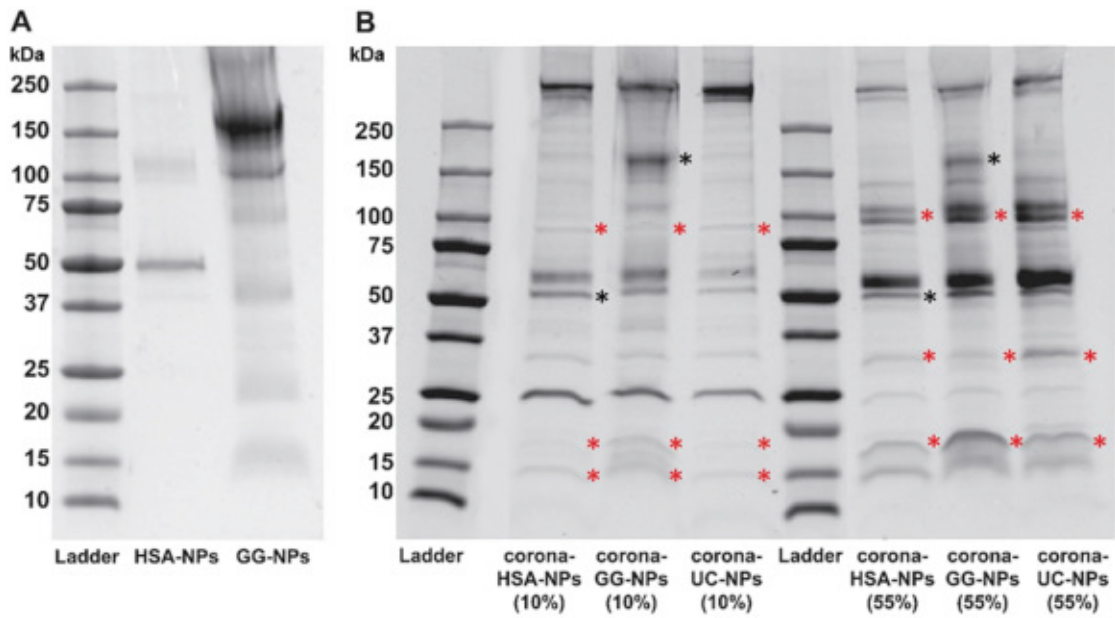 A
kDa
250
150
100
75
50
37
25
20
15
10
Ladder HSA-NPs GG-NPs
B
kDa
250
150
100
75
50
37
25
20
15
10
*
*
* * *
* * *
*
*
* * *
* * *
* * *
* * *
Ladder corona- corona- corona- Ladder corona- corona- corona-
HSA-NPs GG-NPs UC-NPs HSA-NPs GG-NPs UC-NPs
(10%) (10%) (10%) (55%) (55%) (55%)